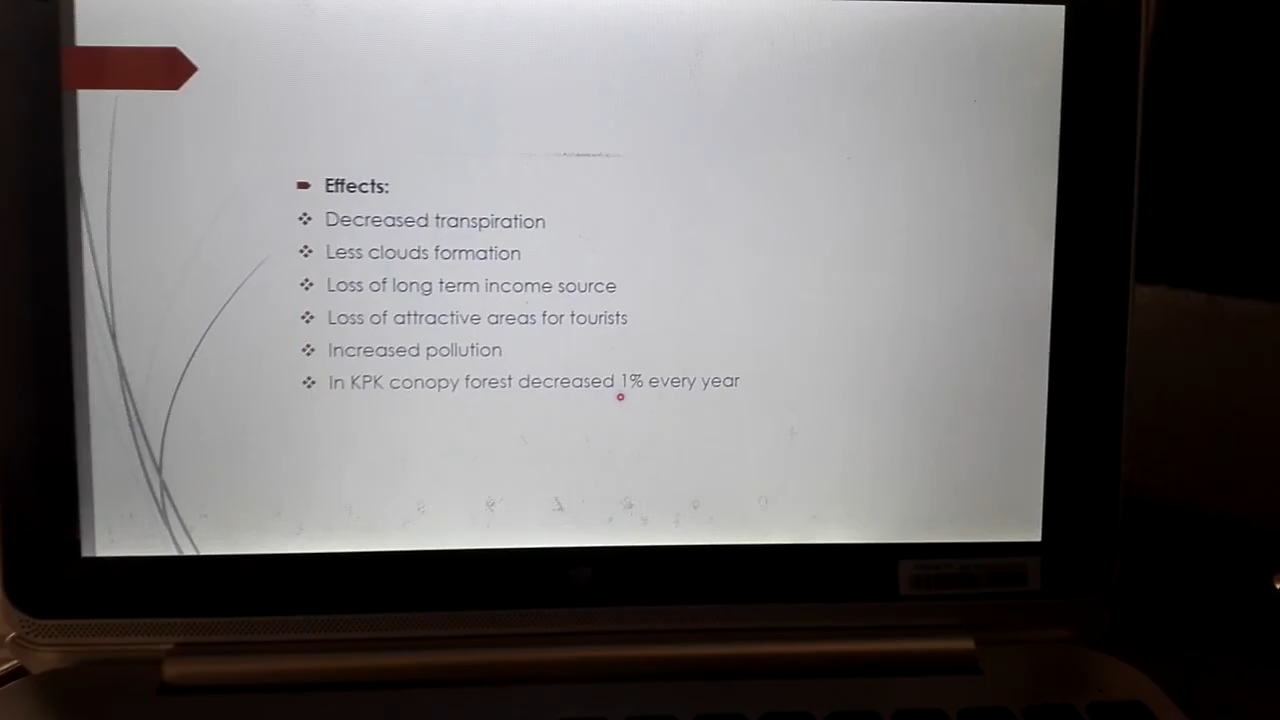 Effects:
Decreased transpiration
Less clouds formation
Loss of long term income source
Loss of attractive areas for tourists
Increased pollution
In KPK conopy forest decreased 1% every year